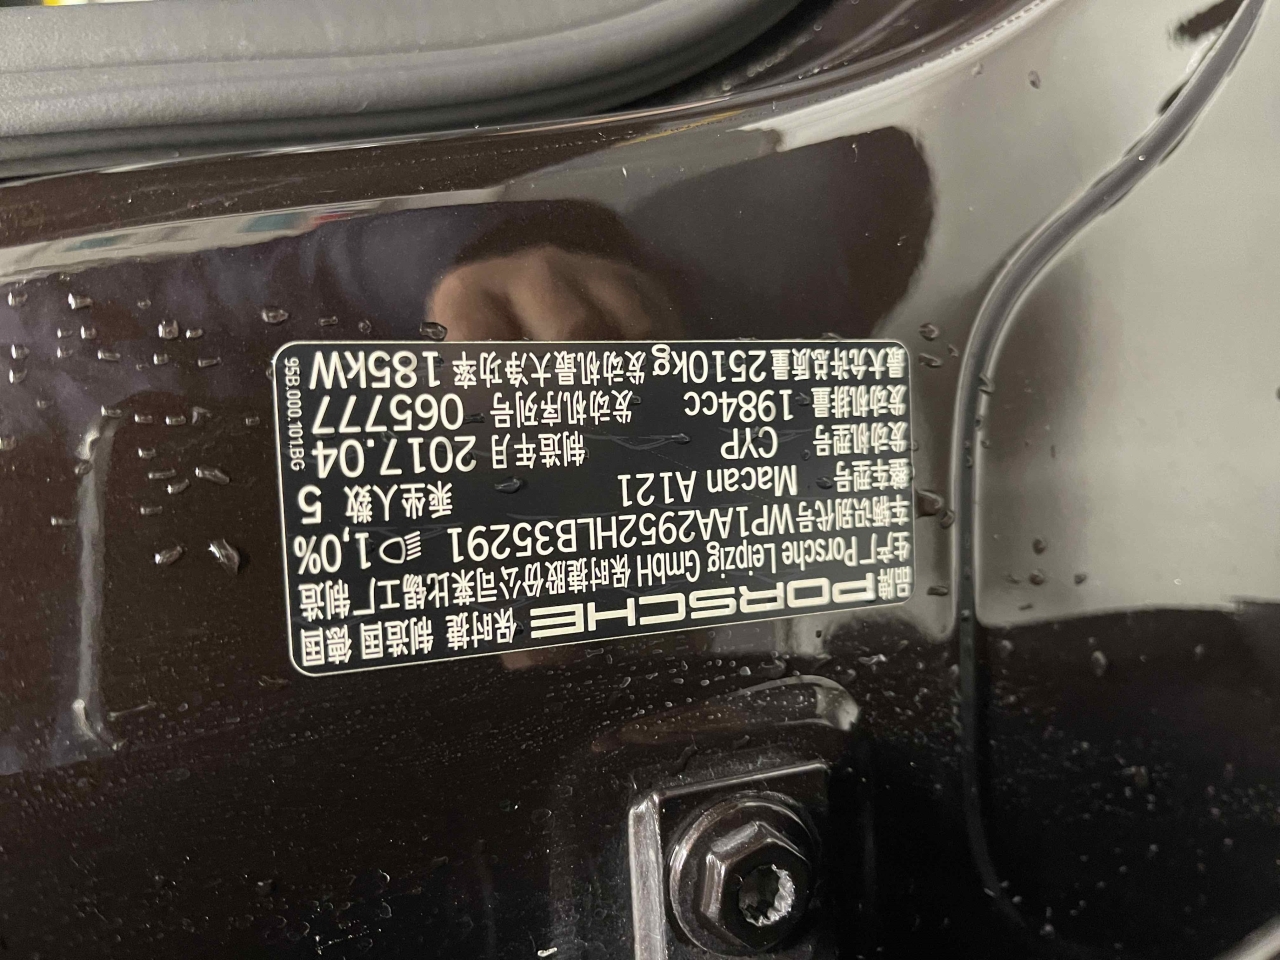 品牌 PORSCHE 保时捷 制造国 德国
生产厂 Porsche Leipzig GmbH 保时捷股份公司莱比锡工厂制造
车辆识别代号 WP1AA2952HLB35291 1,0%
整车型号 Macan A121 乘坐人数 5
发动机型号 CYP 制造年月 2017.04
发动机排量 1984cc 发动机序列号 065777
最大允许总质量 2510kg 发动机最大净功率 185kW
95B.000.101.BG